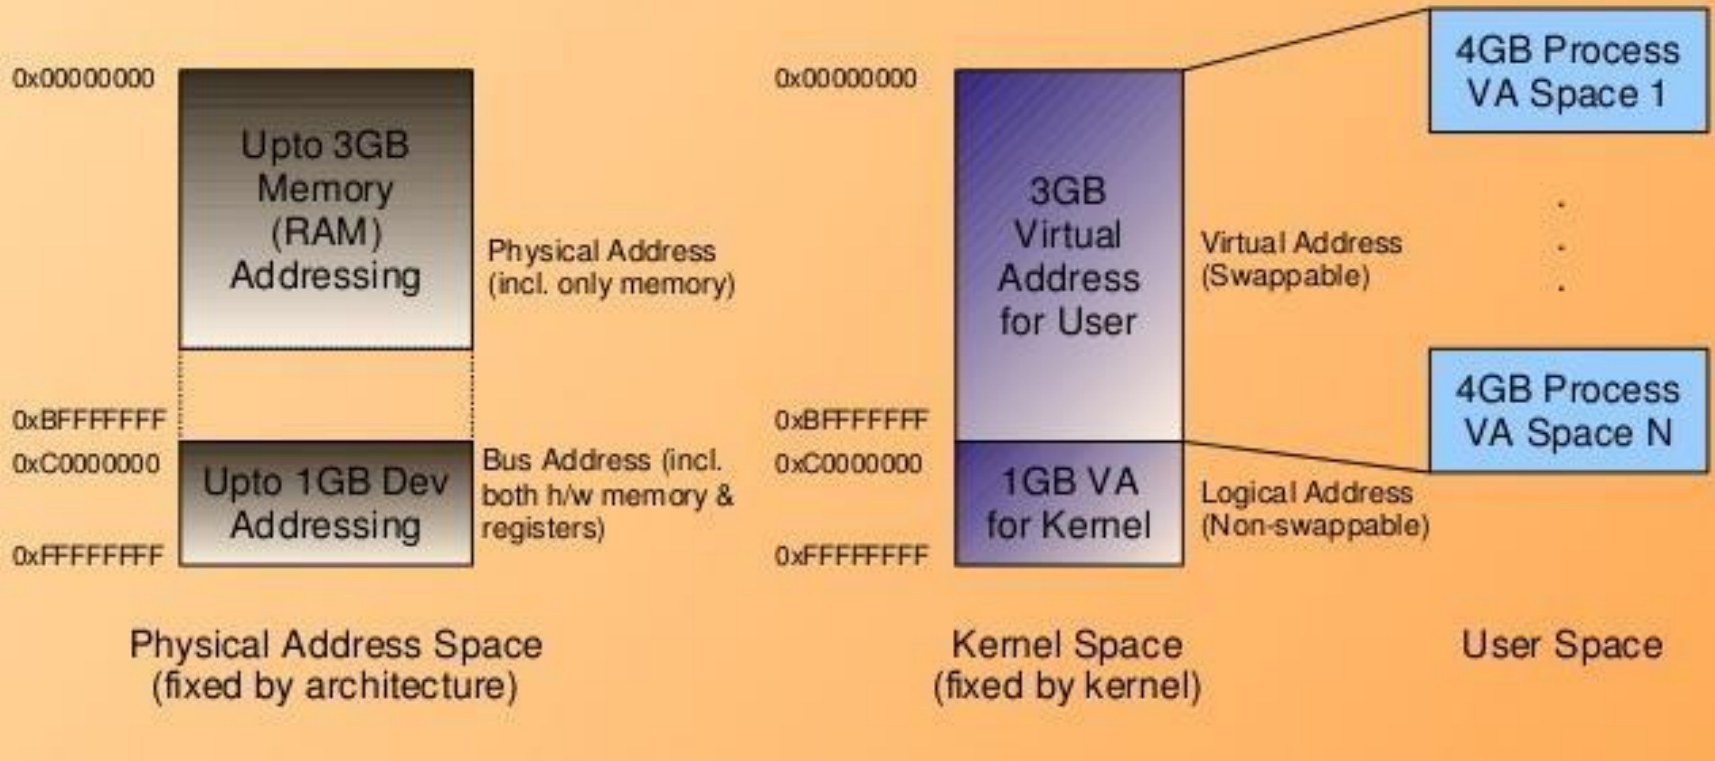 0x00000000
Upto 3GB
Memory
(RAM)
Addressing
Physical Address
(incl. only memory)
0xBFFFFFFF
0xC0000000
Upto 1GB Dev
Addressing
Bus Address (incl.
both h/w memory &
registers)
0xFFFFFFFF
Physical Address Space
(fixed by architecture)
0x00000000
3GB
Virtual
Address
for User
Virtual Address
(Swappable)
0xBFFFFFFF
0xC0000000
1GB VA
for Kernel
Logical Address
(Non-swappable)
0xFFFFFFFF
Kernel Space
(fixed by kernel)
4GB Process
VA Space 1
.
.
.
4GB Process
VA Space N
User Space